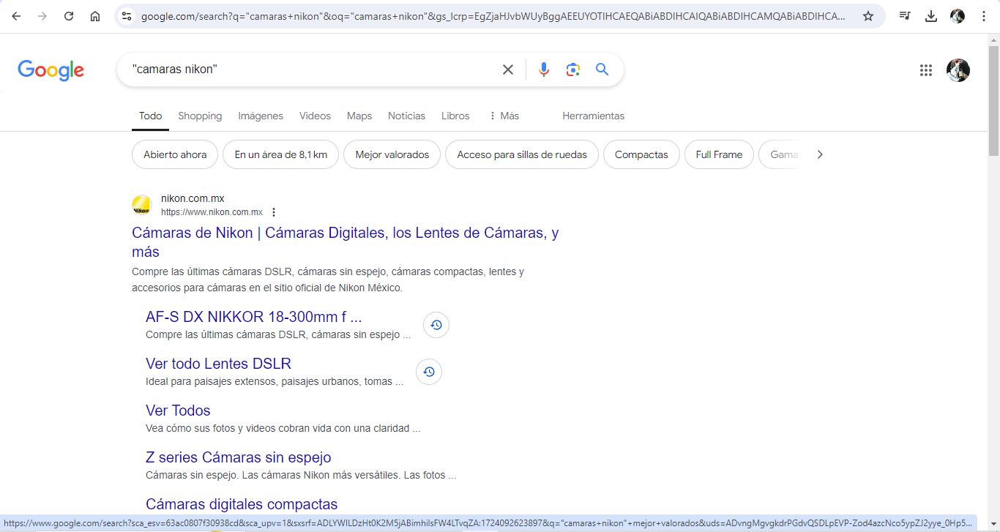 google.com/search?q="camaras+nikon"&oq="camaras+nikon"&gs_lcrp=EgZjaHJvbWUyBggAEEUYOTIHCAEQABiABDIHCAIQABiABDIHCAMQABiABDIHCA...
Google
"camaras nikon"
Todo Shopping Imágenes Videos Maps Noticias Libros Más Herramientas
Abierto ahora En un área de 8,1 km Mejor valorados Acceso para sillas de ruedas Compactas Full Frame Gama
Nikon
nikon.com.mx
https://www.nikon.com.mx
Cámaras de Nikon | Cámaras Digitales, los Lentes de Cámaras, y
más
Compre las últimas cámaras DSLR, cámaras sin espejo, cámaras compactas, lentes y
accesorios para cámaras en el sitio oficial de Nikon México.
AF-S DX NIKKOR 18-300mm f ...
Compre las últimas cámaras DSLR, cámaras sin espejo ...
Ver todo Lentes DSLR
Ideal para paisajes extensos, paisajes urbanos, tomas ...
Ver Todos
Vea cómo sus fotos y videos cobran vida con una claridad ...
Z series Cámaras sin espejo
Cámaras sin espejo. Las cámaras Nikon más versátiles. Las fotos ...
Cámaras digitales compactas
https://www.google.com/search?sca_esv=63ac0807f30938cd&sca_upv=1&sxsrf=ADLYWILDzHt0K2M5jABimhilsFW4LTvqZA:1724092623897&q="camaras+nikon"+mejor+valorados&uds=ADvngMgvgkdrPGdvQSDLpEVP-Zod4azcNco5ypZJ2yye_0Hp5...